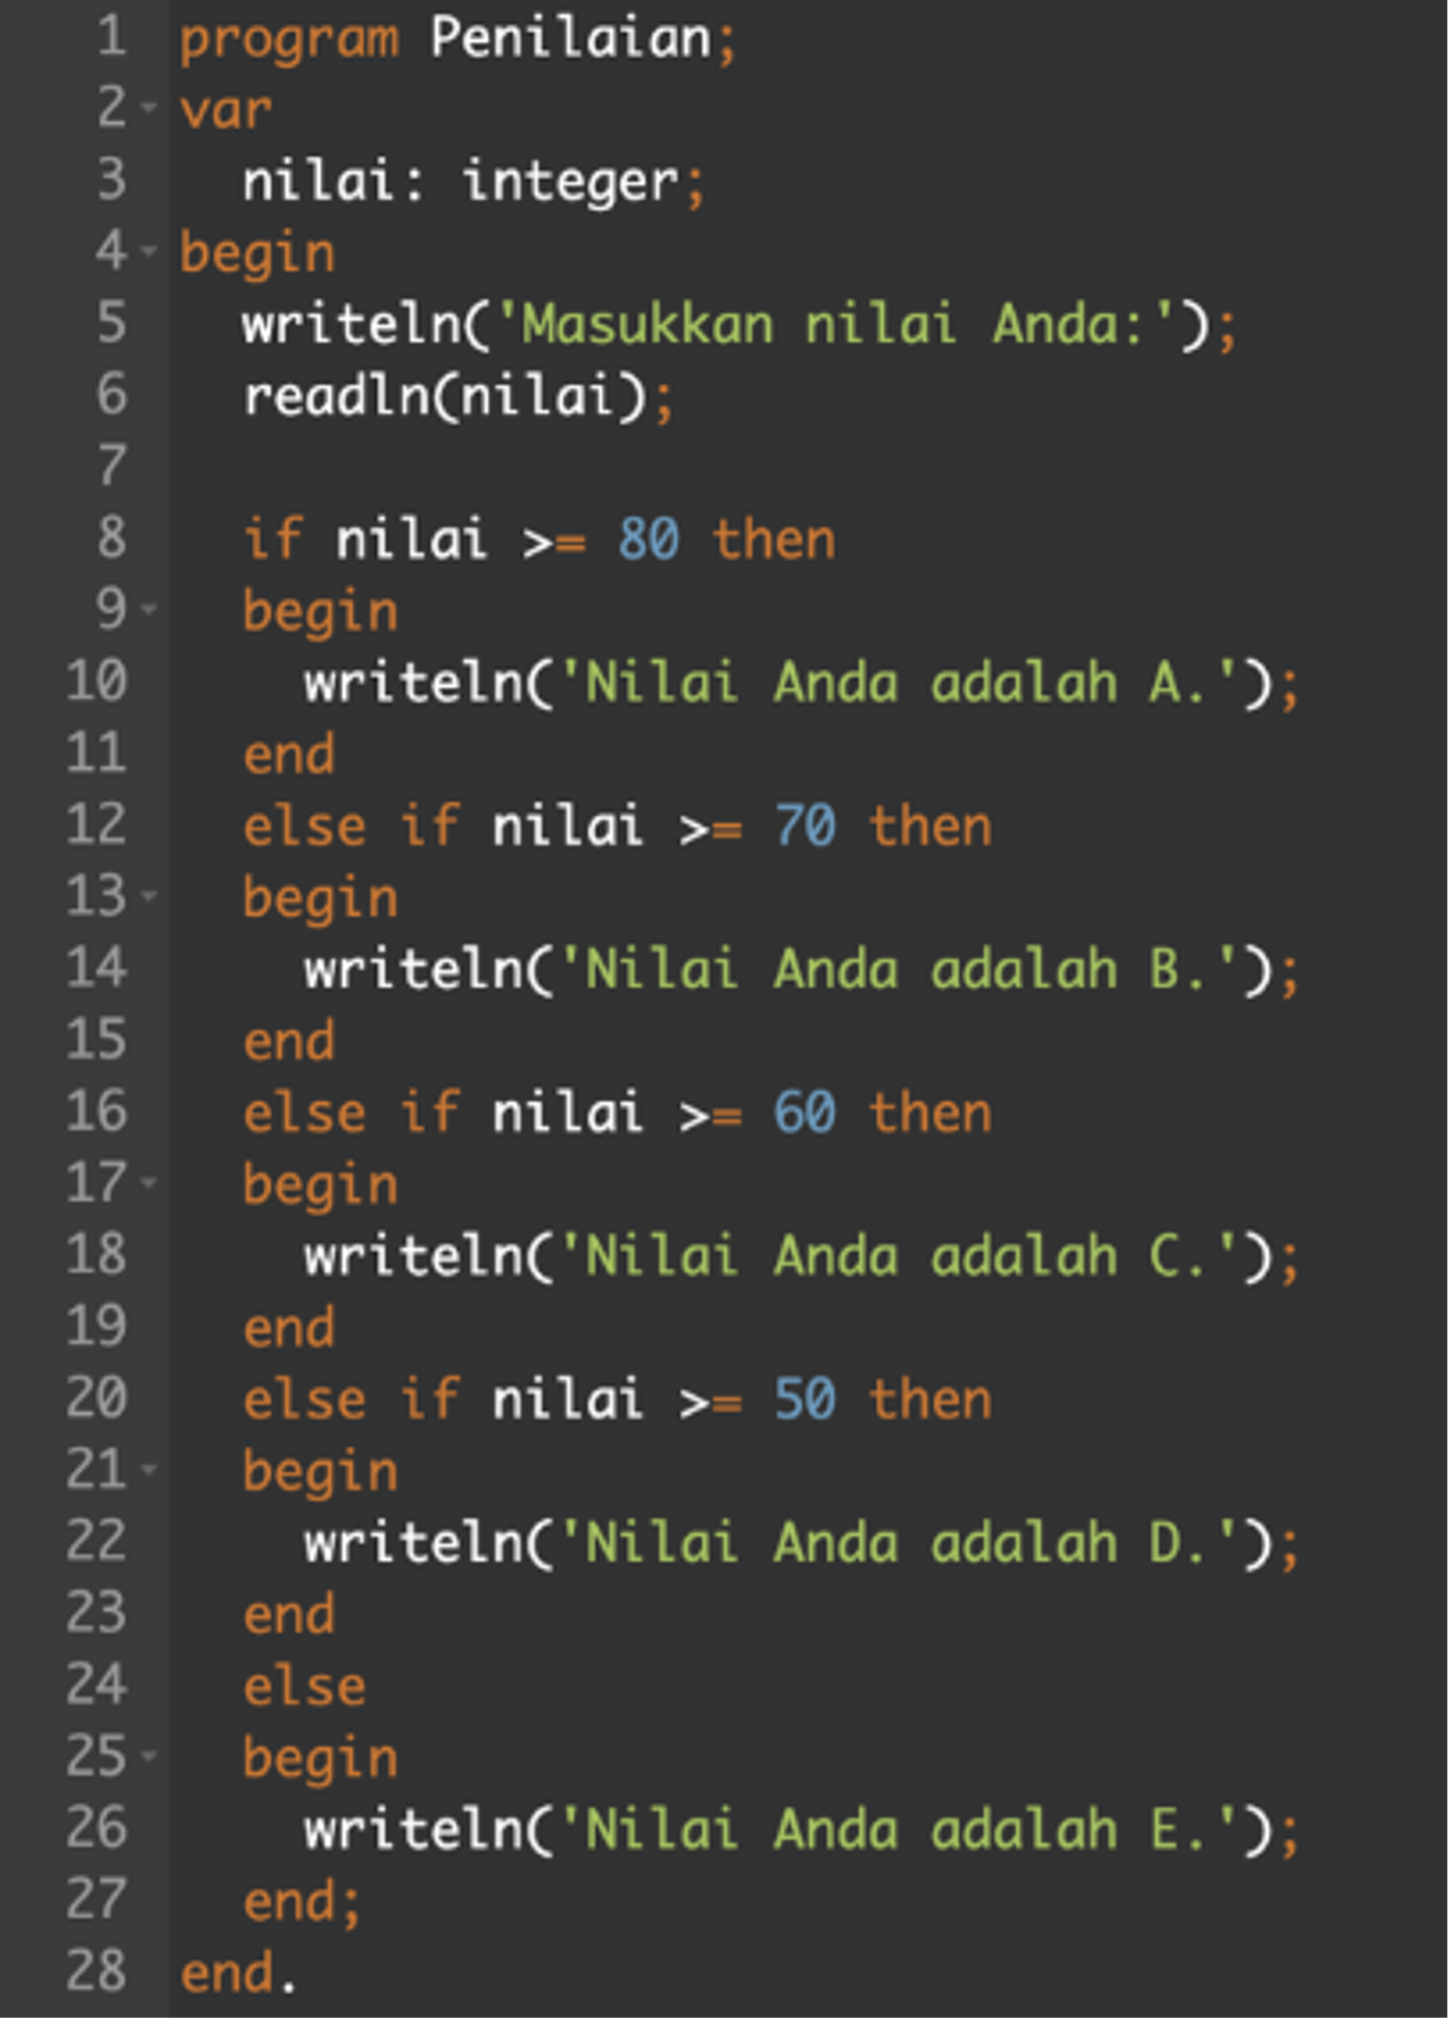 1 program Penilaian;
2 var
3   nilai: integer;
4 begin
5   writeln('Masukkan nilai Anda:');
6   readln(nilai);
7
8   if nilai >= 80 then
9   begin
10     writeln('Nilai Anda adalah A.');
11   end
12   else if nilai >= 70 then
13   begin
14     writeln('Nilai Anda adalah B.');
15   end
16   else if nilai >= 60 then
17   begin
18     writeln('Nilai Anda adalah C.');
19   end
20   else if nilai >= 50 then
21   begin
22     writeln('Nilai Anda adalah D.');
23   end
24   else
25   begin
26     writeln('Nilai Anda adalah E.');
27   end;
28 end.